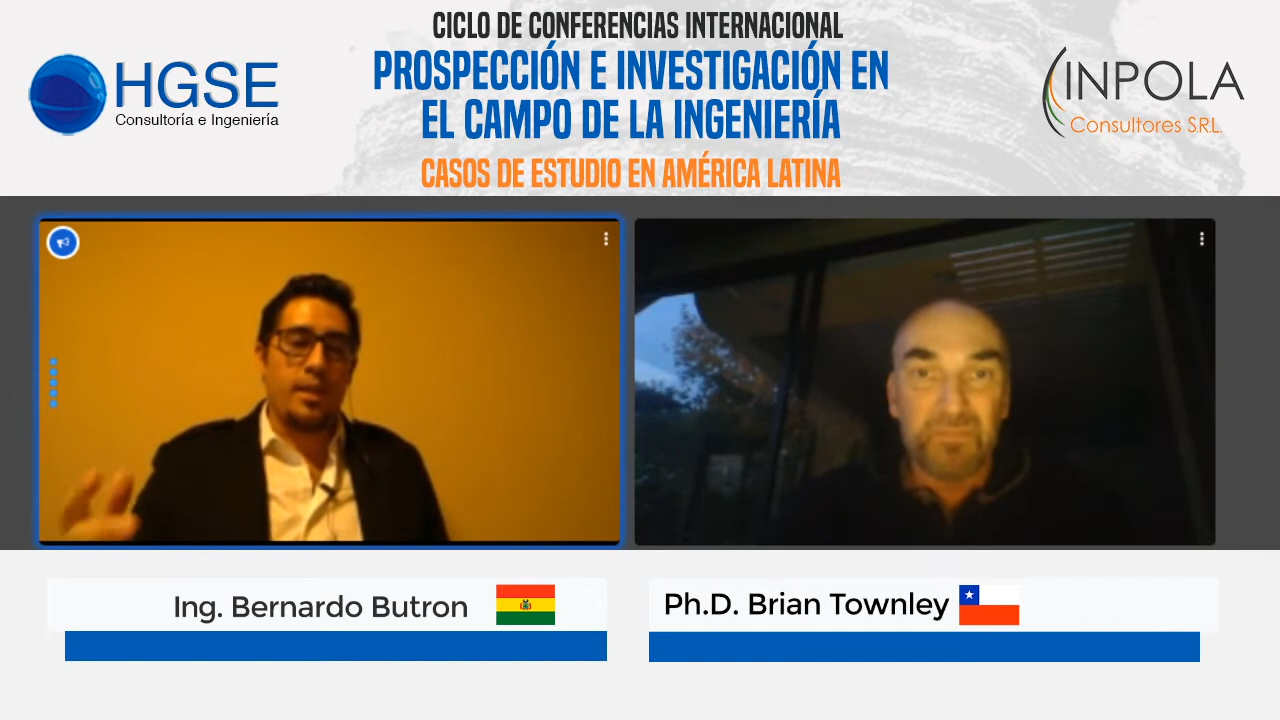 CICLO DE CONFERENCIAS INTERNACIONAL
PROSPECCIÓN E INVESTIGACIÓN EN
EL CAMPO DE LA INGENIERÍA
CASOS DE ESTUDIO EN AMÉRICA LATINA
HGSE
Consultoría e Ingeniería
INPOLA
Consultores S.R.L.
Ing. Bernardo Butron
Ph.D. Brian Townley